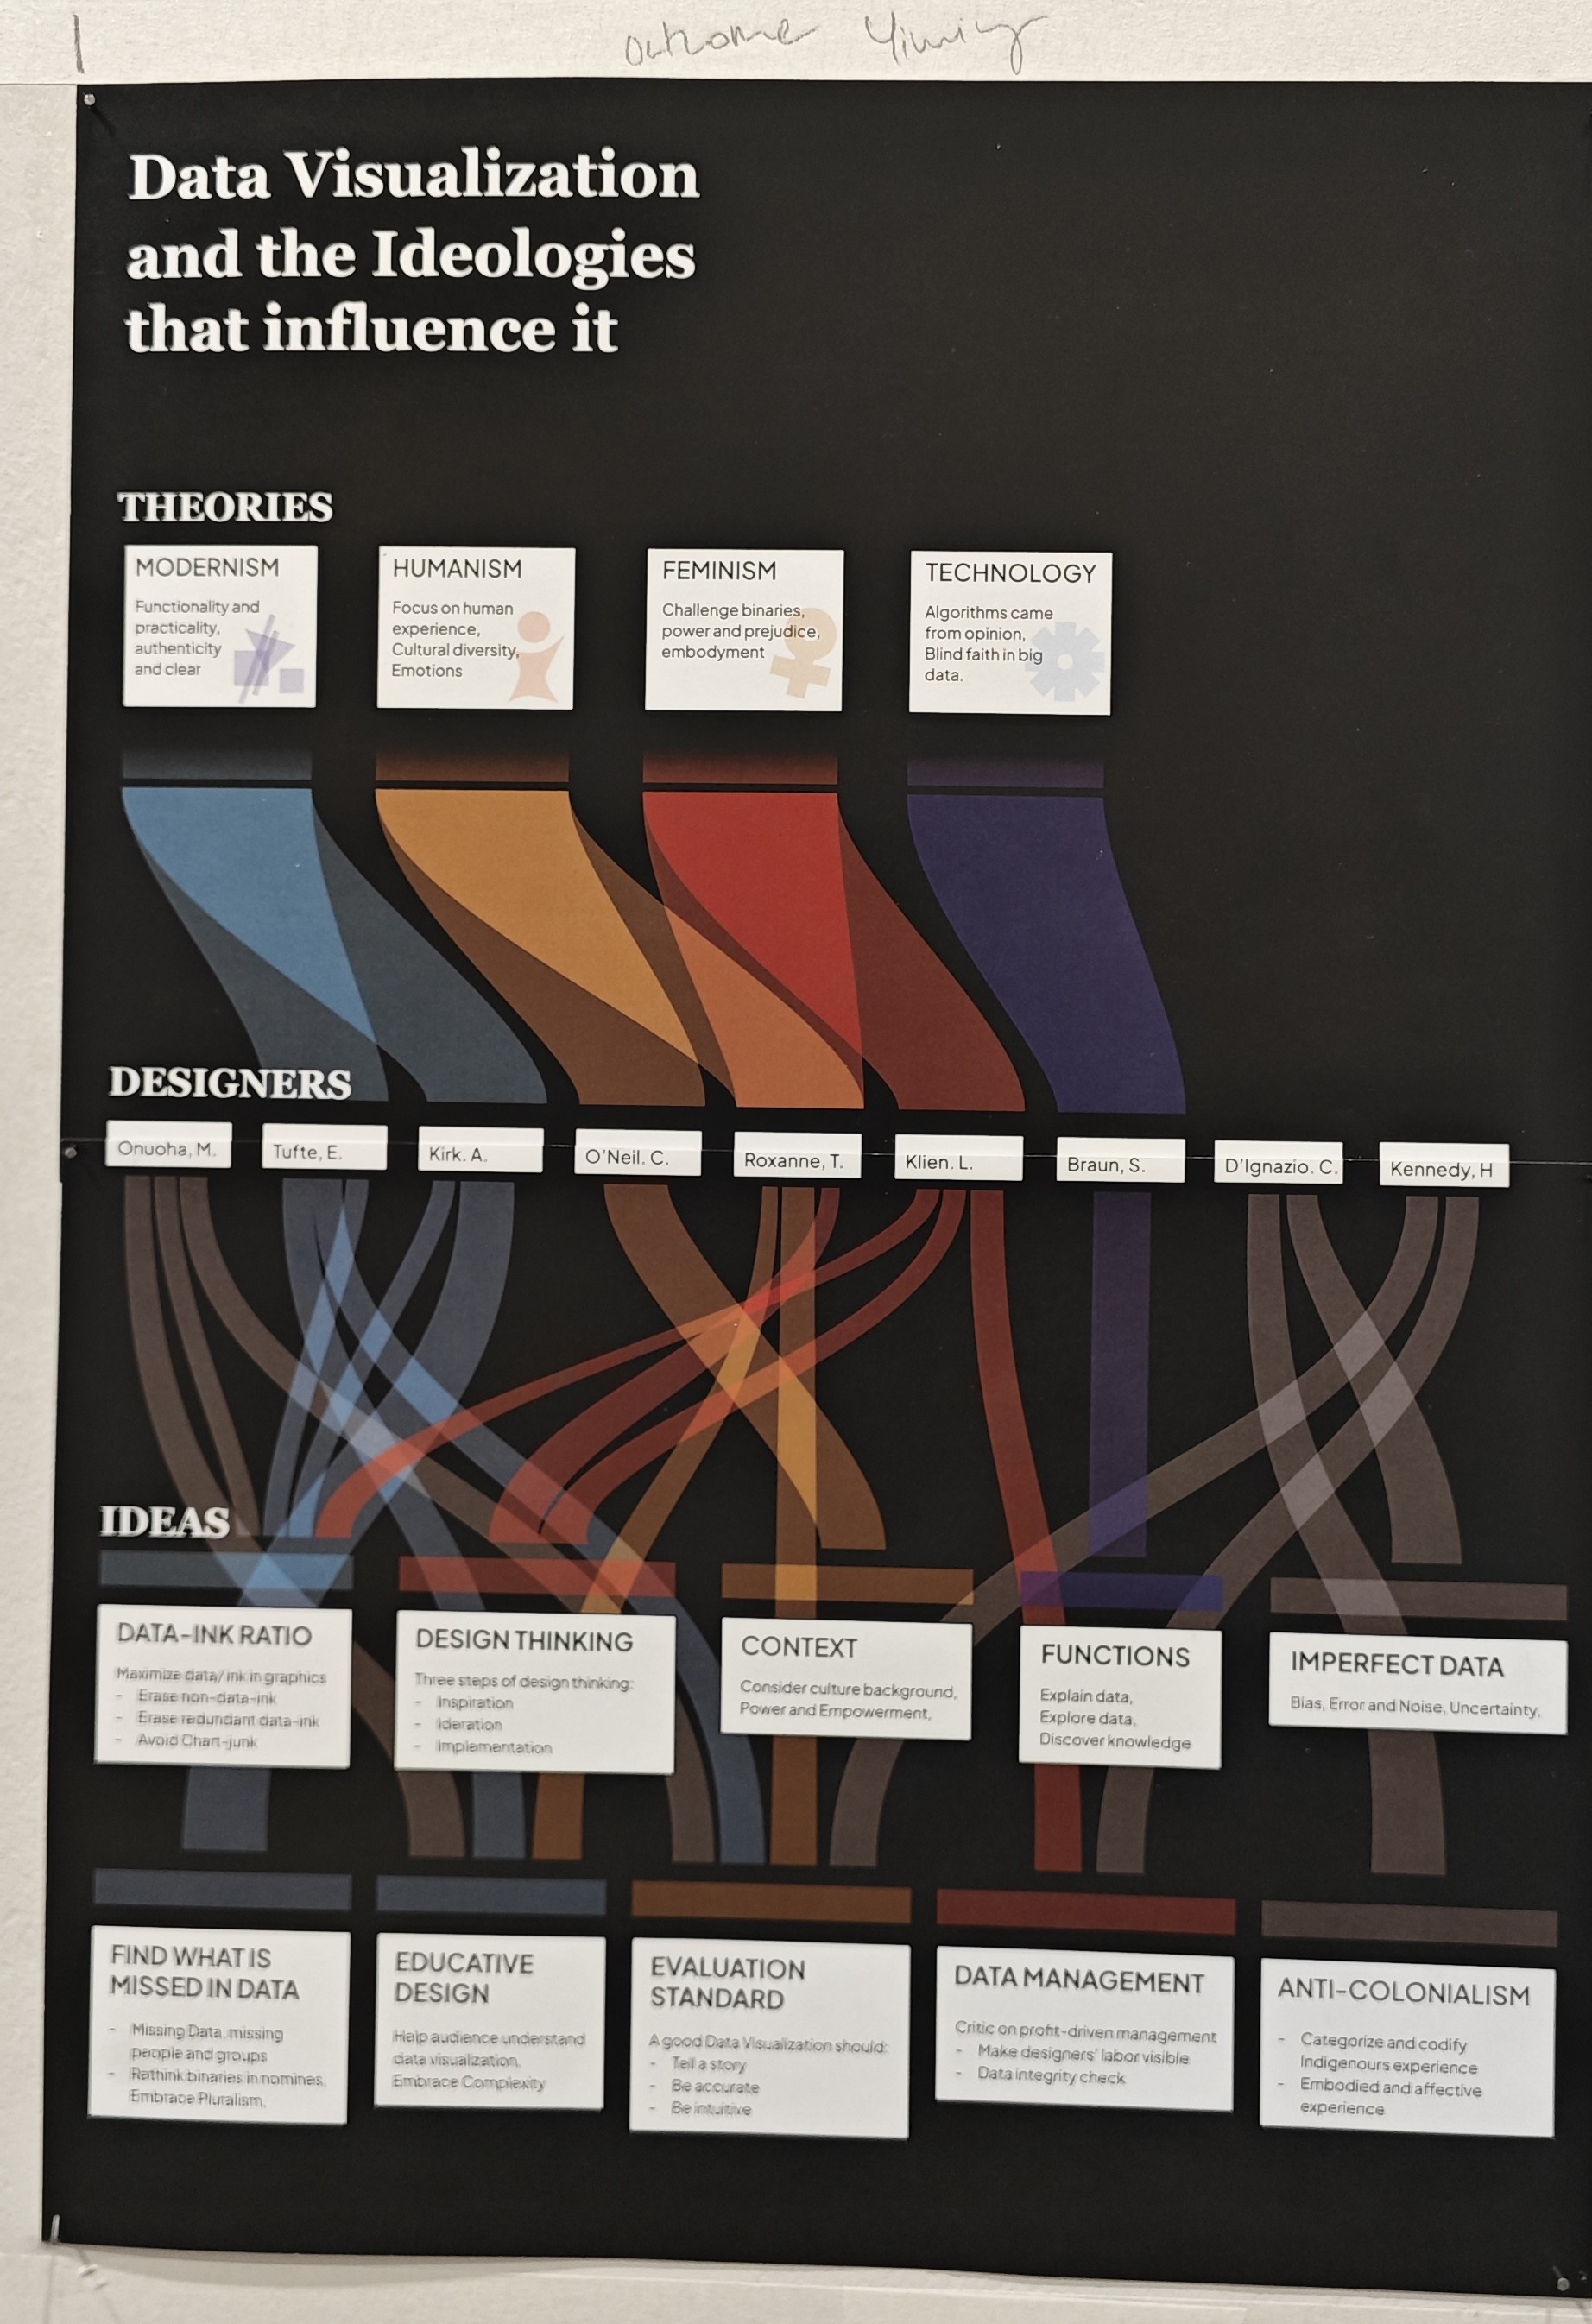 outcome Yiming
Data Visualization
and the Ideologies
that influence it
THEORIES
MODERNISM
Functionality and
practicality,
authenticity
and clear
HUMANISM
Focus on human
experience,
Cultural diversity,
Emotions
FEMINISM
Challenge binaries,
power and prejudice,
embodyment
TECHNOLOGY
Algorithms came
from opinion,
Blind faith in big
data.
DESIGNERS
Onuoha, M.
Tufte, E.
Kirk. A.
O'Neil. C.
Roxanne, T.
Klien. L.
Braun, S.
D'Ignazio. C.
Kennedy, H
IDEAS
DATA-INK RATIO
Maximize data/ ink in graphics
- Erase non-data-ink
- Erase redundant data-ink
- Avoid Chart-junk
DESIGN THINKING
Three steps of design thinking:
- Inspiration
- Ideration
- Implementation
CONTEXT
Consider culture background,
Power and Empowerment,
FUNCTIONS
Explain data,
Explore data,
Discover knowledge
IMPERFECT DATA
Bias, Error and Noise, Uncertainty,
FIND WHAT IS
MISSED IN DATA
- Missing Data, missing
people and groups
- Rethink binaries in nomines,
Embrace Pluralism,
EDUCATIVE
DESIGN
Help audience understand
data visualization,
Embrace Complexity
EVALUATION
STANDARD
A good Data Visualization should:
- Tell a story
- Be accurate
- Be intuitive
DATA MANAGEMENT
Critic on profit-driven management
- Make designers' labor visible
- Data integrity check
ANTI-COLONIALISM
- Categorize and codify
Indigenours experience
- Embodied and affective
experience